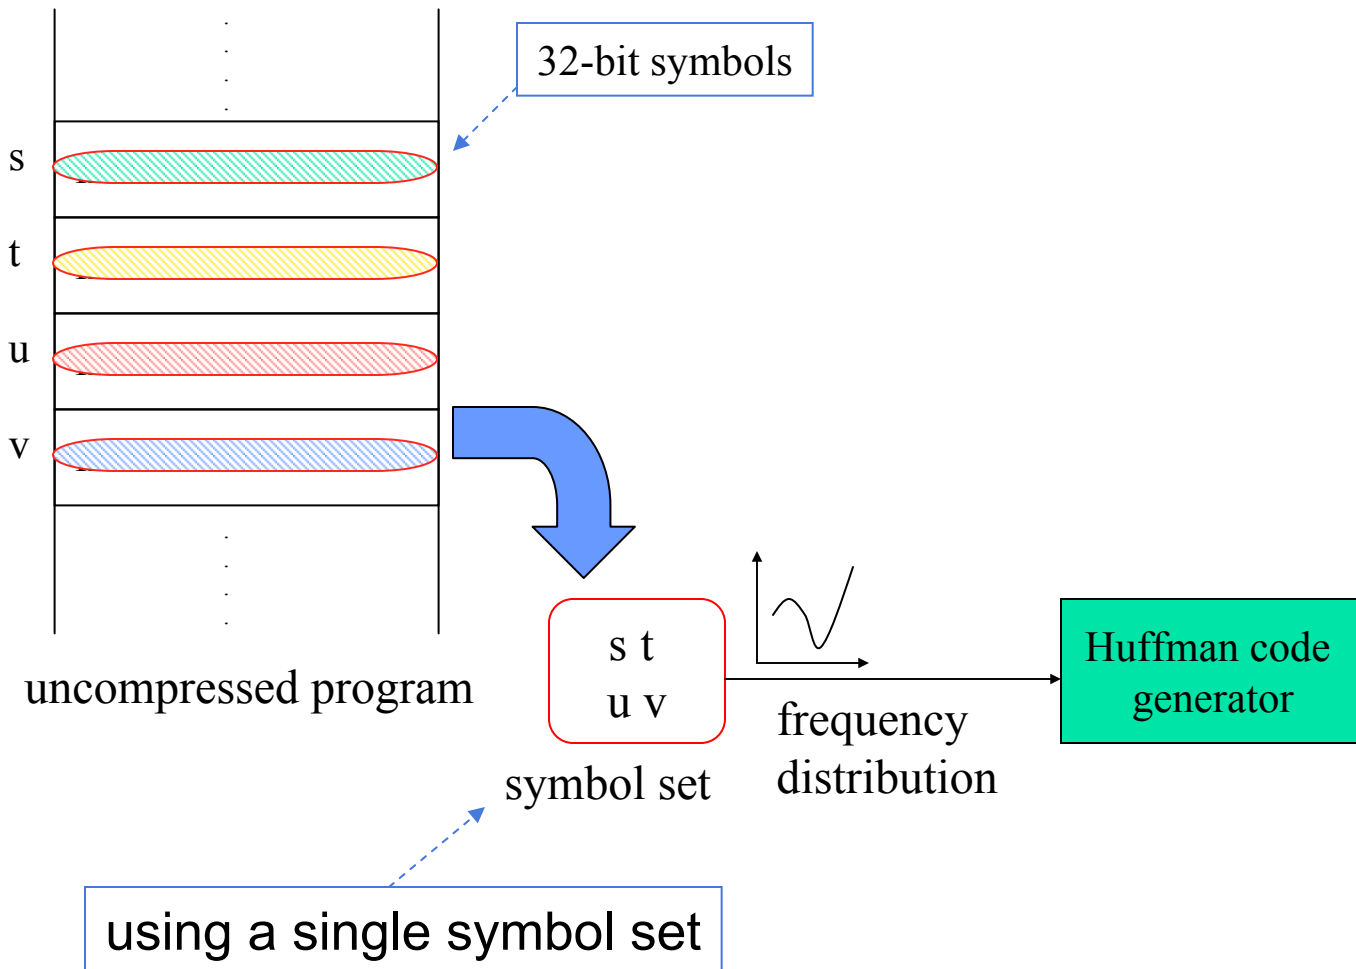 32-bit symbols
s
t
u
v
uncompressed program
s t
u v
symbol set
frequency
distribution
Huffman code
generator
using a single symbol set